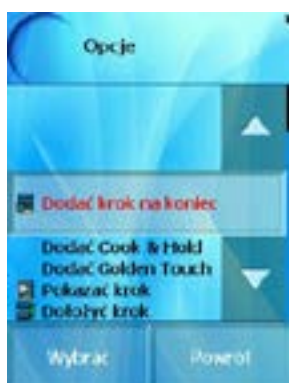 Opcje
Dodać krok na koniec
Dodać Cook & Hold
Dodać Golden Touch
Pokazać krok
Dołożyć krok
Wybrać
Powrót